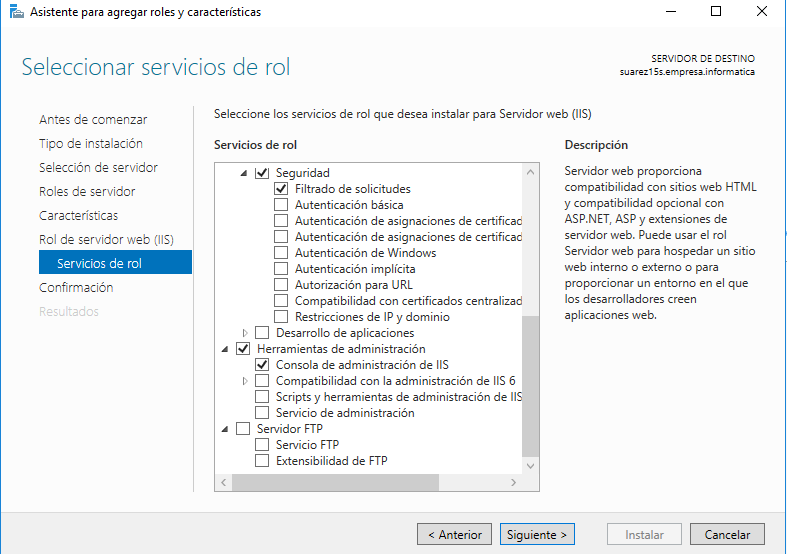 Asistente para agregar roles y características
Seleccionar servicios de rol
SERVIDOR DE DESTINO
suarez15s.empresa.informatica
Antes de comenzar
Tipo de instalación
Selección de servidor
Roles de servidor
Características
Rol de servidor web (IIS)
Servicios de rol
Confirmación
Resultados
Seleccione los servicios de rol que desea instalar para Servidor web (IIS)
Servicios de rol
Seguridad
Filtrado de solicitudes
Autenticación básica
Autenticación de asignaciones de certificad
Autenticación de asignaciones de certificad
Autenticación de Windows
Autenticación implícita
Autorización para URL
Compatibilidad con certificados centralizad
Restricciones de IP y dominio
Desarrollo de aplicaciones
Herramientas de administración
Consola de administración de IIS
Compatibilidad con la administración de IIS 6
Scripts y herramientas de administración de IIS
Servicio de administración
Servidor FTP
Servicio FTP
Extensibilidad de FTP
Descripción
Servidor web proporciona
compatibilidad con sitios web HTML
y compatibilidad opcional con
ASP.NET, ASP y extensiones de
servidor web. Puede usar el rol
Servidor web para hospedar un sitio
web interno o externo o para
proporcionar un entorno en el que
los desarrolladores creen
aplicaciones web.
< Anterior
Siguiente >
Instalar
Cancelar